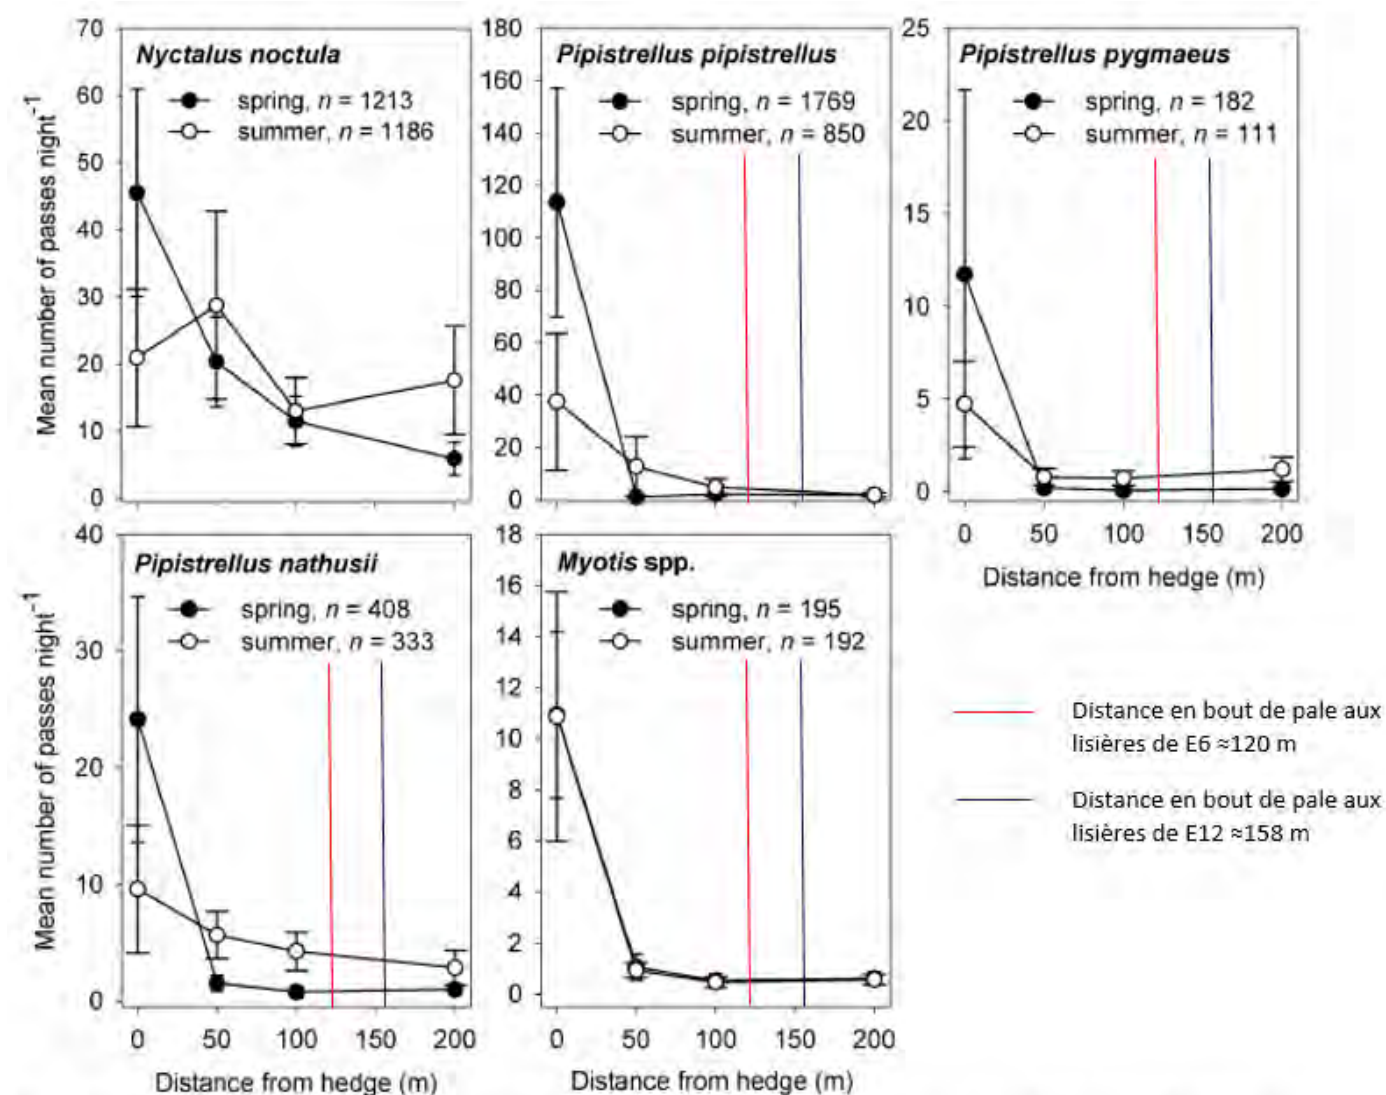 Nyctalus noctula
spring, n = 1213
summer, n = 1186
Mean number of passes night⁻¹
70
60
50
40
30
20
10
0
Pipistrellus pipistrellus
spring, n = 1769
summer, n = 850
180
160
140
120
100
80
60
40
20
0
Pipistrellus pygmaeus
spring, n = 182
summer, n = 111
25
20
15
10
5
0
0 50 100 150 200
Distance from hedge (m)
Pipistrellus nathusii
spring, n = 408
summer, n = 333
Mean number of passes night⁻¹
40
30
20
10
0
0 50 100 150 200
Distance from hedge (m)
Myotis spp.
spring, n = 195
summer, n = 192
18
16
14
12
10
8
6
4
2
0
0 50 100 150 200
Distance from hedge (m)
Distance en bout de pale aux
lisières de E6 ≈120 m
Distance en bout de pale aux
lisières de E12 ≈158 m